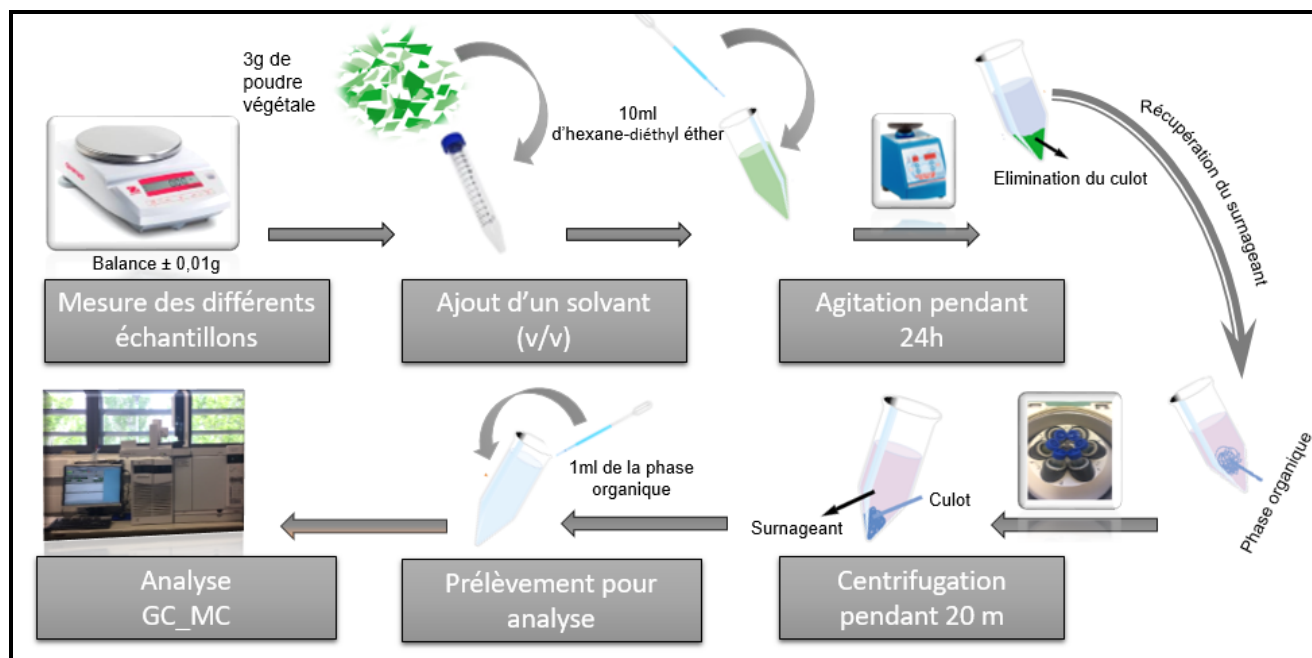 3g de
poudre
végétale
10ml
d'hexane-diéthyl éther
Elimination du culot
Récupération du surnageant
Balance ± 0,01g
Mesure des différents
échantillons
Ajout d'un solvant
(v/v)
Agitation pendant
24h
Phase organique
Culot
Surnageant
1ml de la phase
organique
Centrifugation
pendant 20 m
Prélèvement pour
analyse
Analyse
GC_MC